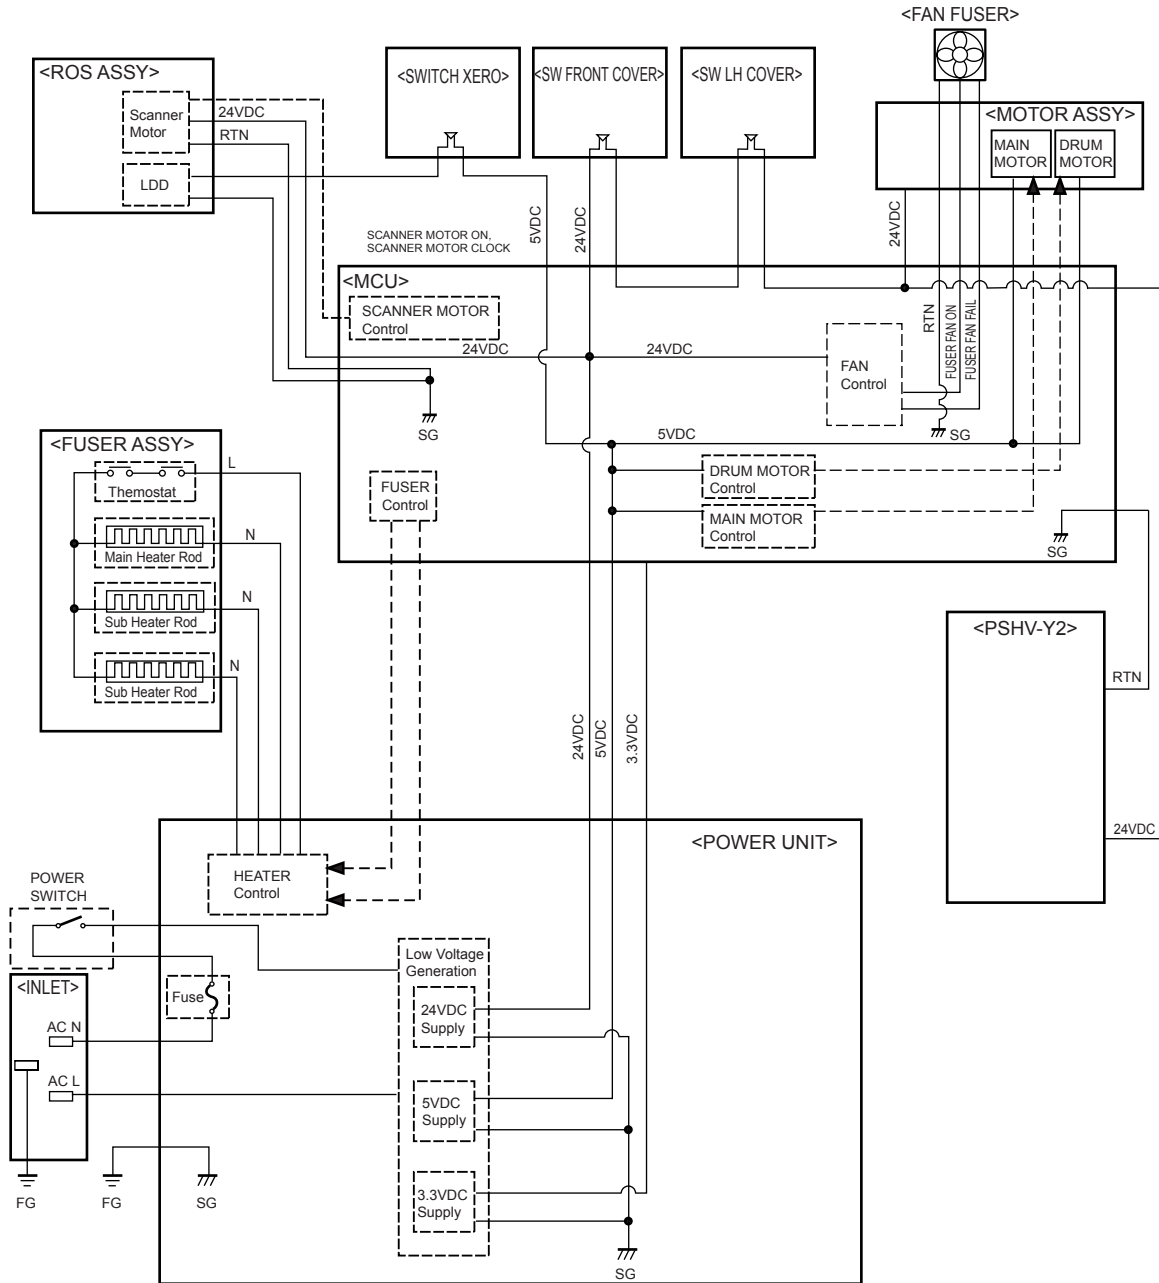 <FAN FUSER>
<ROS ASSY>
<SWITCH XERO>
<SW FRONT COVER>
<SW LH COVER>
<MOTOR ASSY>
Scanner
Motor
24VDC
RTN
LDD
MAIN
MOTOR
DRUM
MOTOR
SCANNER MOTOR ON,
SCANNER MOTOR CLOCK
5VDC
24VDC
24VDC
<MCU>
SCANNER MOTOR
Control
24VDC
24VDC
FAN
Control
RTN
FUSER FAN ON
FUSER FAN FAIL
SG
SG
5VDC
<FUSER ASSY>
L
Themostat
FUSER
Control
DRUM MOTOR
Control
MAIN MOTOR
Control
SG
N
Main Heater Rod
N
Sub Heater Rod
N
Sub Heater Rod
<PSHV-Y2>
RTN
24VDC
24VDC
5VDC
3.3VDC
<POWER UNIT>
HEATER
Control
POWER
SWITCH
Low Voltage
Generation
<INLET>
Fuse
24VDC
Supply
AC N
AC L
5VDC
Supply
3.3VDC
Supply
FG
FG
SG
SG